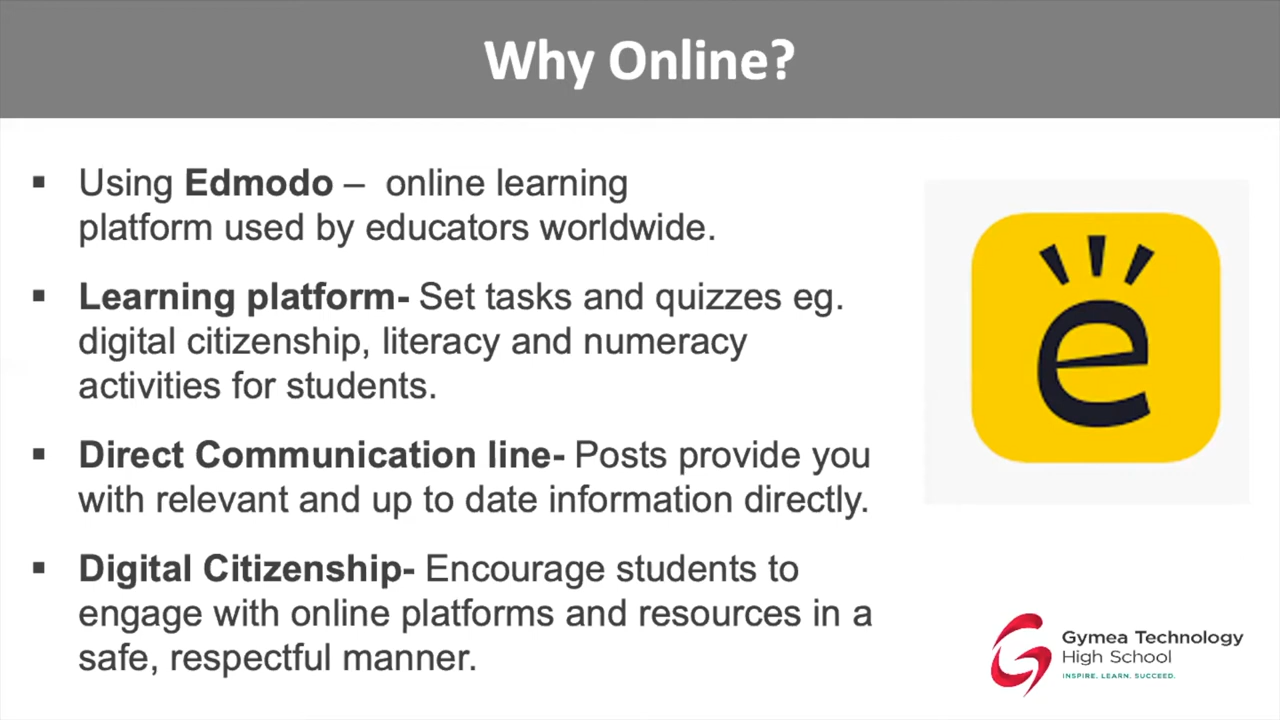 Why Online?
▪ Using Edmodo – online learning
platform used by educators worldwide.
▪ Learning platform- Set tasks and quizzes eg.
digital citizenship, literacy and numeracy
activities for students.
▪ Direct Communication line- Posts provide you
with relevant and up to date information directly.
▪ Digital Citizenship- Encourage students to
engage with online platforms and resources in a
safe, respectful manner.
e
Gymea Technology
High School
INSPIRE. LEARN. SUCCEED.